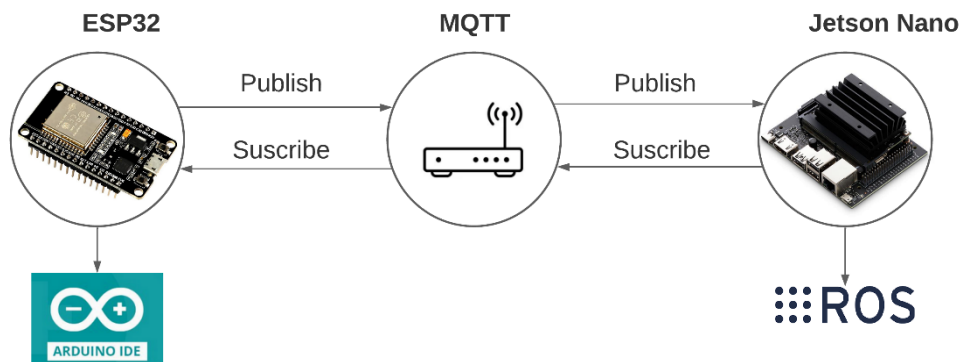 ESP32
MQTT
Jetson Nano
Publish
Publish
Suscribe
Suscribe
ARDUINO IDE
ROS